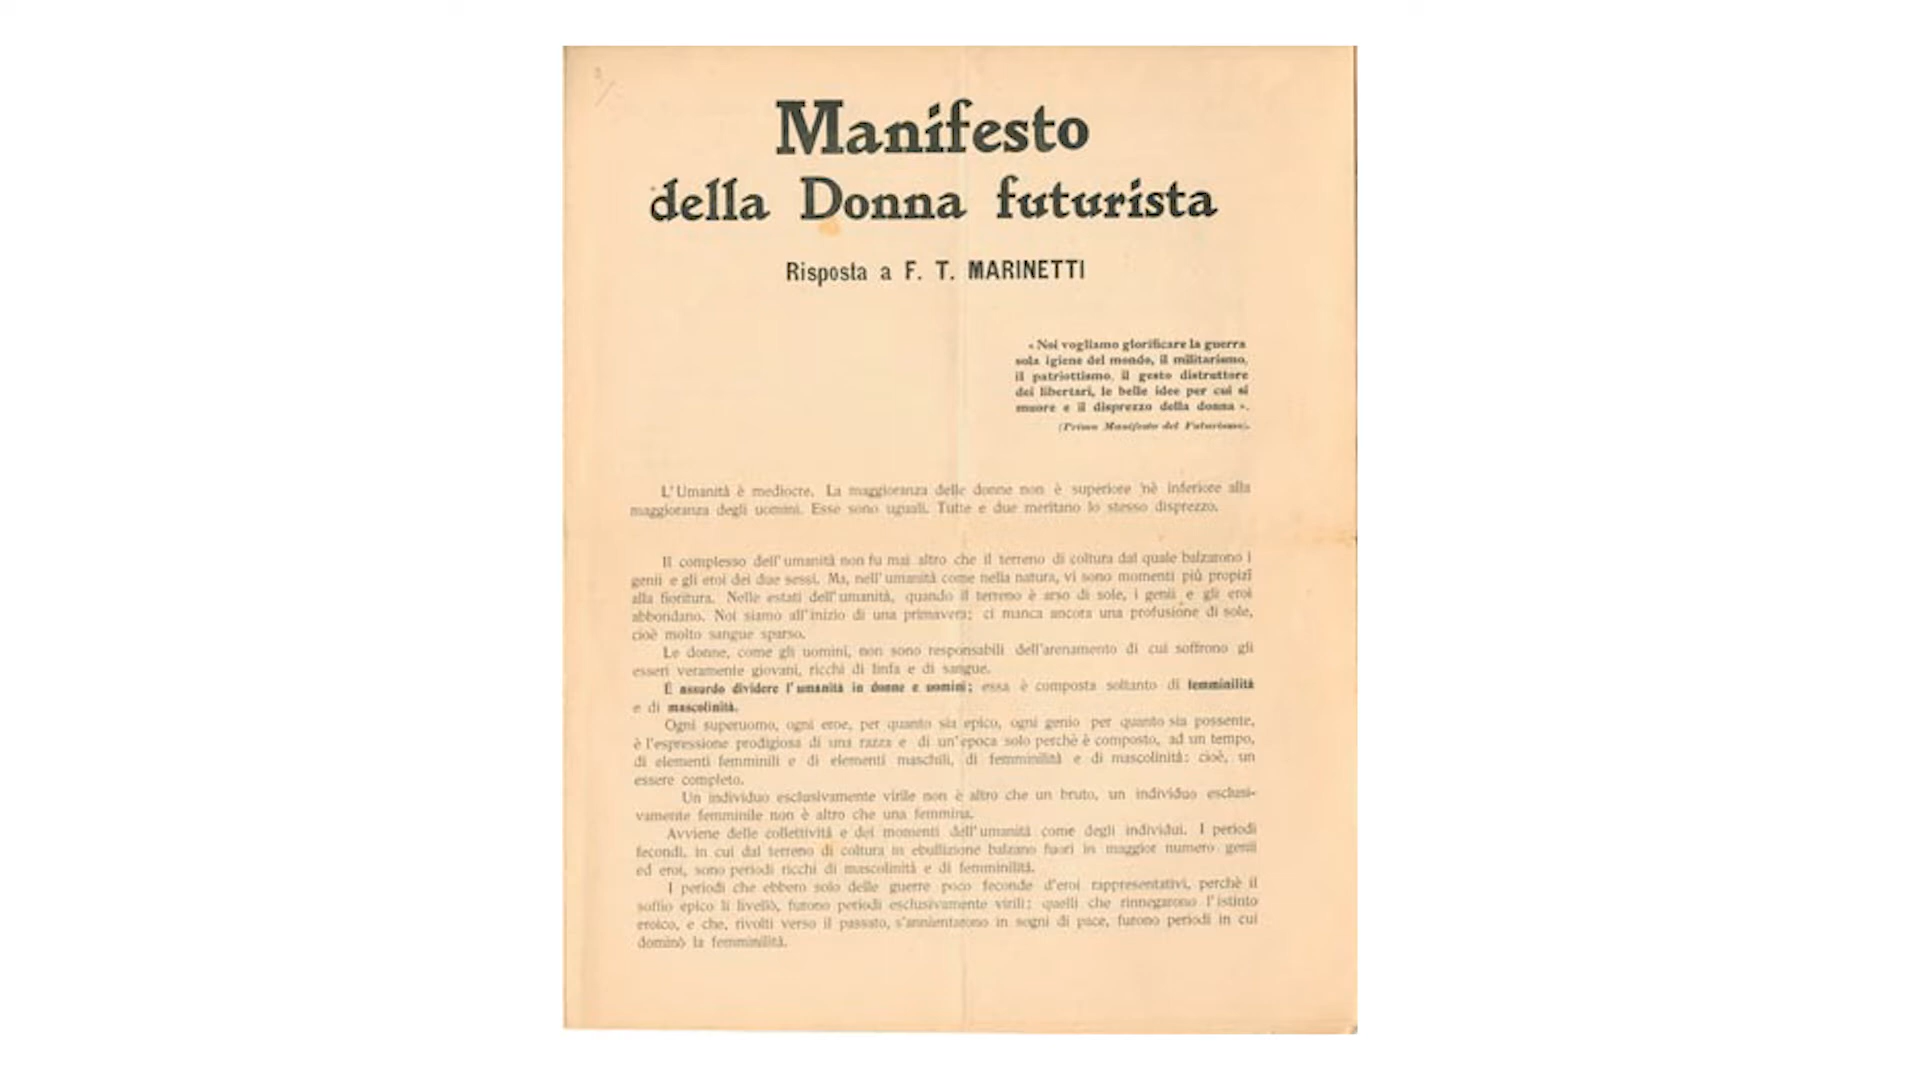 Manifesto
della Donna futurista
Risposta a F. T. MARINETTI
« Noi vogliamo glorificare la guerra
sola igiene del mondo, il militarismo,
il patriottismo, il gesto distruttore
dei libertari, le belle idee per cui si
muore e il disprezzo della donna ».
(Primo Manifesto del Futurismo).
L'Umanità è mediocre. La maggioranza delle donne non è superiore nè inferiore alla
maggioranza degli uomini. Esse sono uguali. Tutte e due meritano lo stesso disprezzo.
Il complesso dell'umanità non fu mai altro che il terreno di coltura dal quale balzarono i
genii e gli eroi dei due sessi. Ma, nell'umanità come nella natura, vi sono momenti più propizî
alla fioritura. Nelle estati dell'umanità, quando il terreno è arso di sole, i genii e gli eroi
abbondano. Noi siamo all'inizio di una primavera; ci manca ancora una profusione di sole,
cioè molto sangue sparso.
Le donne, come gli uomini, non sono responsabili dell'arenamento di cui soffrono gli
esseri veramente giovani, ricchi di linfa e di sangue.
È assurdo dividere l'umanità in donne e uomini; essa è composta soltanto di femminilità
e di mascolinità.
Ogni superuomo, ogni eroe, per quanto sia epico, ogni genio per quanto sia possente,
è l'espressione prodigiosa di una razza e di un'epoca solo perchè è composto, ad un tempo,
di elementi femminili e di elementi maschili, di femminilità e di mascolinità: cioè, un
essere completo.
Un individuo esclusivamente virile non è altro che un bruto, un individuo esclusi-
vamente femminile non è altro che una femmina.
Avviene delle collettività e dei momenti dell'umanità come degli individui. I periodi
fecondi, in cui dal terreno di coltura in ebullizione balzano fuori in maggior numero genii
ed eroi, sono periodi ricchi di mascolinità e di femminilità.
I periodi che ebbero solo delle guerre poco feconde d'eroi rappresentativi, perchè il
soffio epico li livellò, furono periodi esclusivamente virili; quelli che rinnegarono l'istinto
eroico, e che, rivolti verso il passato, s'annientarono in sogni di pace, furono periodi in cui
dominò la femminilità.